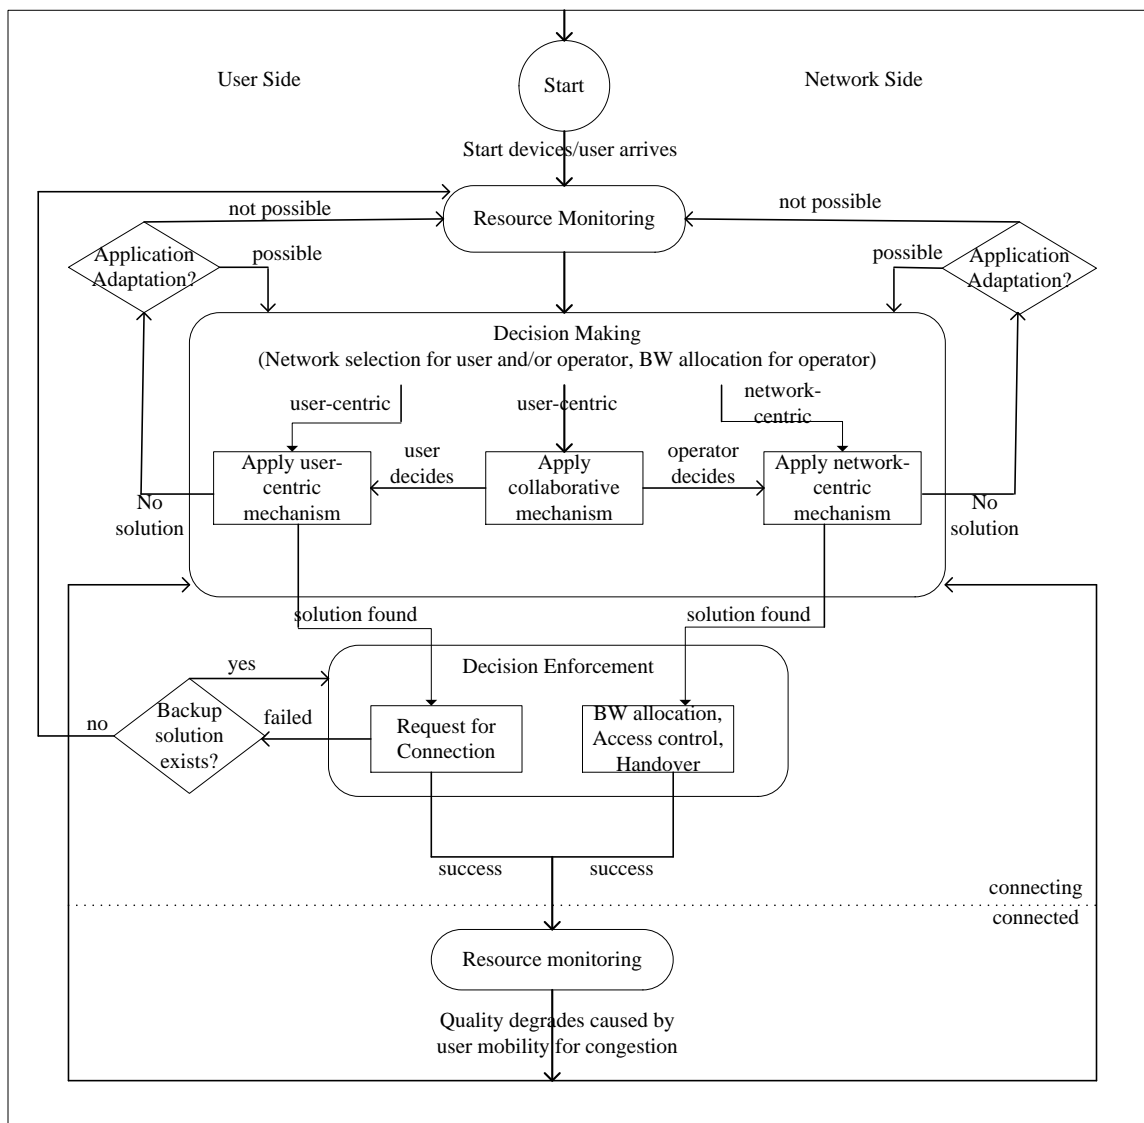 User Side
Start
Network Side
Start devices/user arrives
not possible
Resource Monitoring
not possible
Application
Adaptation?
possible
possible
Application
Adaptation?
Decision Making
(Network selection for user and/or operator, BW allocation for operator)
user-centric
user-centric
network-
centric
Apply user-
centric
mechanism
user
decides
Apply
collaborative
mechanism
operator
decides
Apply network-
centric
mechanism
No
solution
No
solution
solution found
solution found
yes
Decision Enforcement
no
Backup
solution
exists?
failed
Request for
Connection
BW allocation,
Access control,
Handover
success
success
connecting
connected
Resource monitoring
Quality degrades caused by
user mobility for congestion